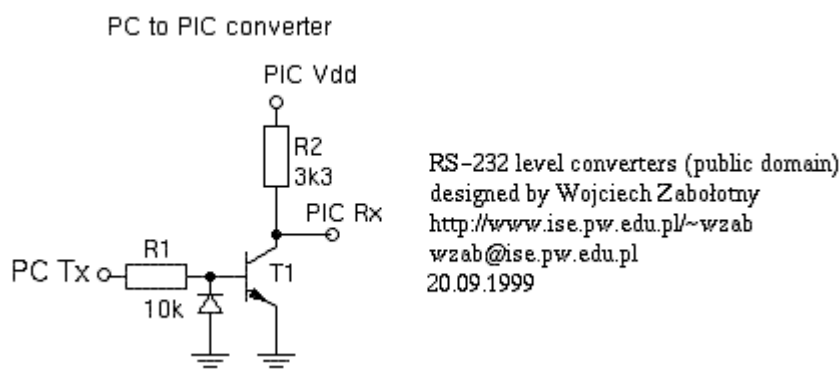 PC to PIC converter
PIC Vdd
R2
3k3
PIC Rx
R1
PC Tx
T1
10k
RS-232 level converters (public domain)
designed by Wojciech Zabołotny
http://www.ise.pw.edu.pl/~wzab
wzab@ise.pw.edu.pl
20.09.1999